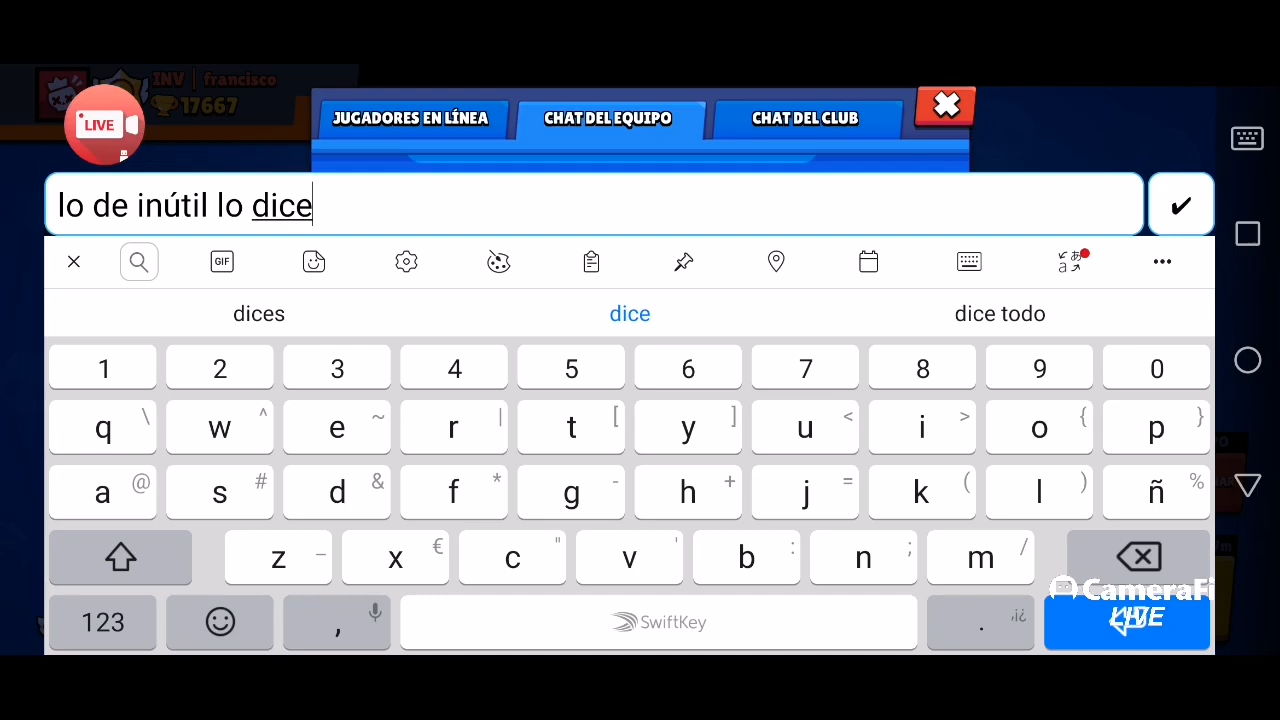 INV | francisco
17667
LIVE
JUGADORES EN LÍNEA
CHAT DEL EQUIPO
CHAT DEL CLUB
lo de inútil lo dice
GIF
dices
dice
dice todo
1 2 3 4 5 6 7 8 9 0
q \ w ^ e ~ r | t [ y ] u < i > o { p }
a @ s # d & f * g - h + j = k ( l ) ñ %
z _ x € c " v ' b : n ; m /
123 , SwiftKey . ,¡¿
CameraFi
LIVE